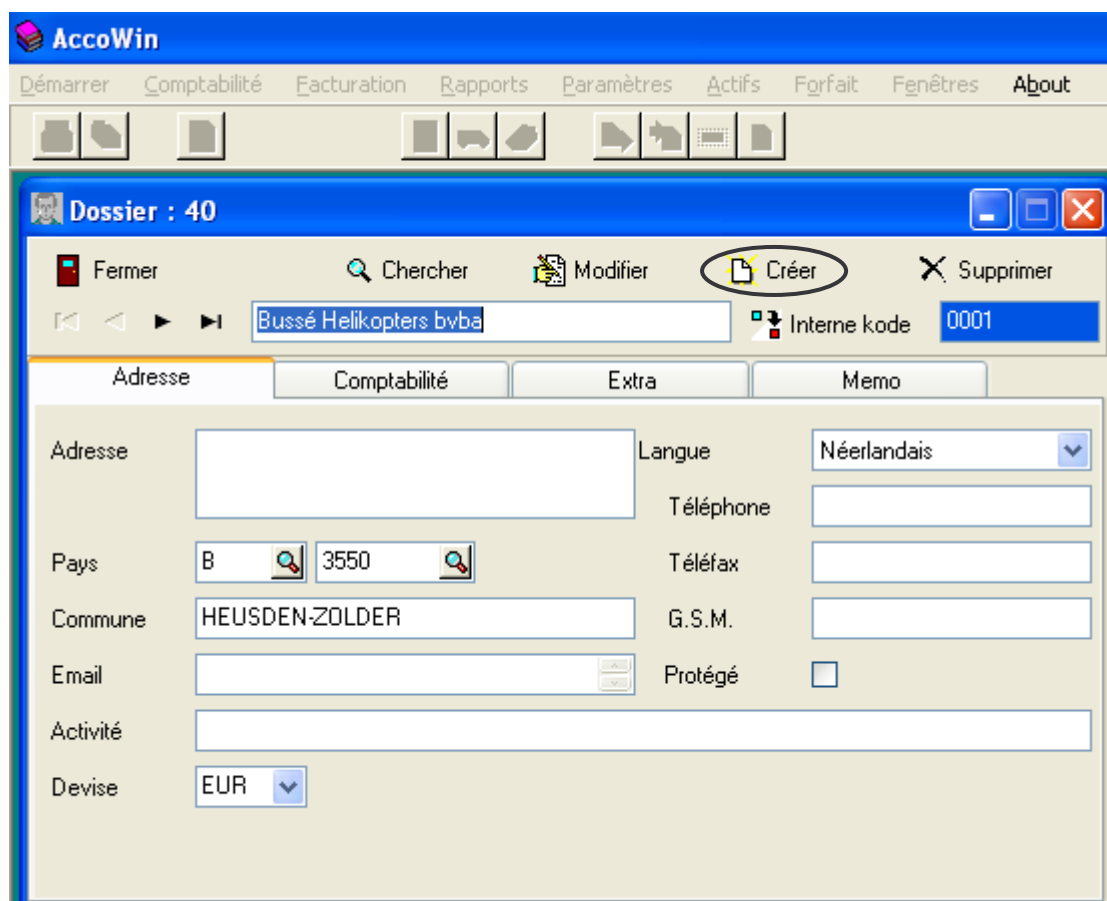 AccoWin
Démarrer Comptabilité Facturation Rapports Paramètres Actifs Forfait Fenêtres About
Dossier : 40
Fermer Chercher Modifier Créer Supprimer
Bussé Helikopters bvba Interne kode 0001
Adresse Comptabilité Extra Memo
Adresse Langue Néerlandais
Téléphone
Pays B 3550 Téléfax
Commune HEUSDEN-ZOLDER G.S.M.
Email Protégé
Activité
Devise EUR